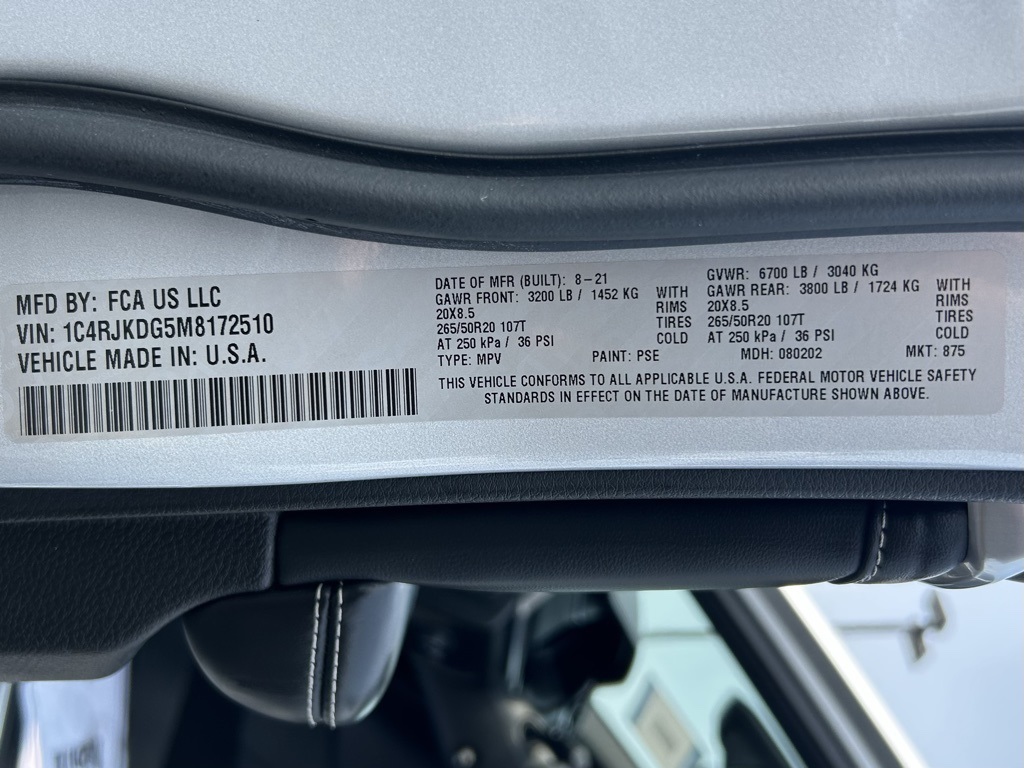 MFD BY: FCA US LLC
VIN: 1C4RJKDG5M8172510
VEHICLE MADE IN: U.S.A.
DATE OF MFR (BUILT): 8-21
GAWR FRONT: 3200 LB / 1452 KG
20X8.5
265/50R20 107T
AT 250 kPa / 36 PSI
WITH
RIMS
TIRES
COLD
TYPE: MPV
PAINT: PSE
GVWR: 6700 LB / 3040 KG
GAWR REAR: 3800 LB / 1724 KG
20X8.5
265/50R20 107T
AT 250 kPa / 36 PSI
WITH
RIMS
TIRES
COLD
MDH: 080202
MKT: 875
THIS VEHICLE CONFORMS TO ALL APPLICABLE U.S.A. FEDERAL MOTOR VEHICLE SAFETY
STANDARDS IN EFFECT ON THE DATE OF MANUFACTURE SHOWN ABOVE.